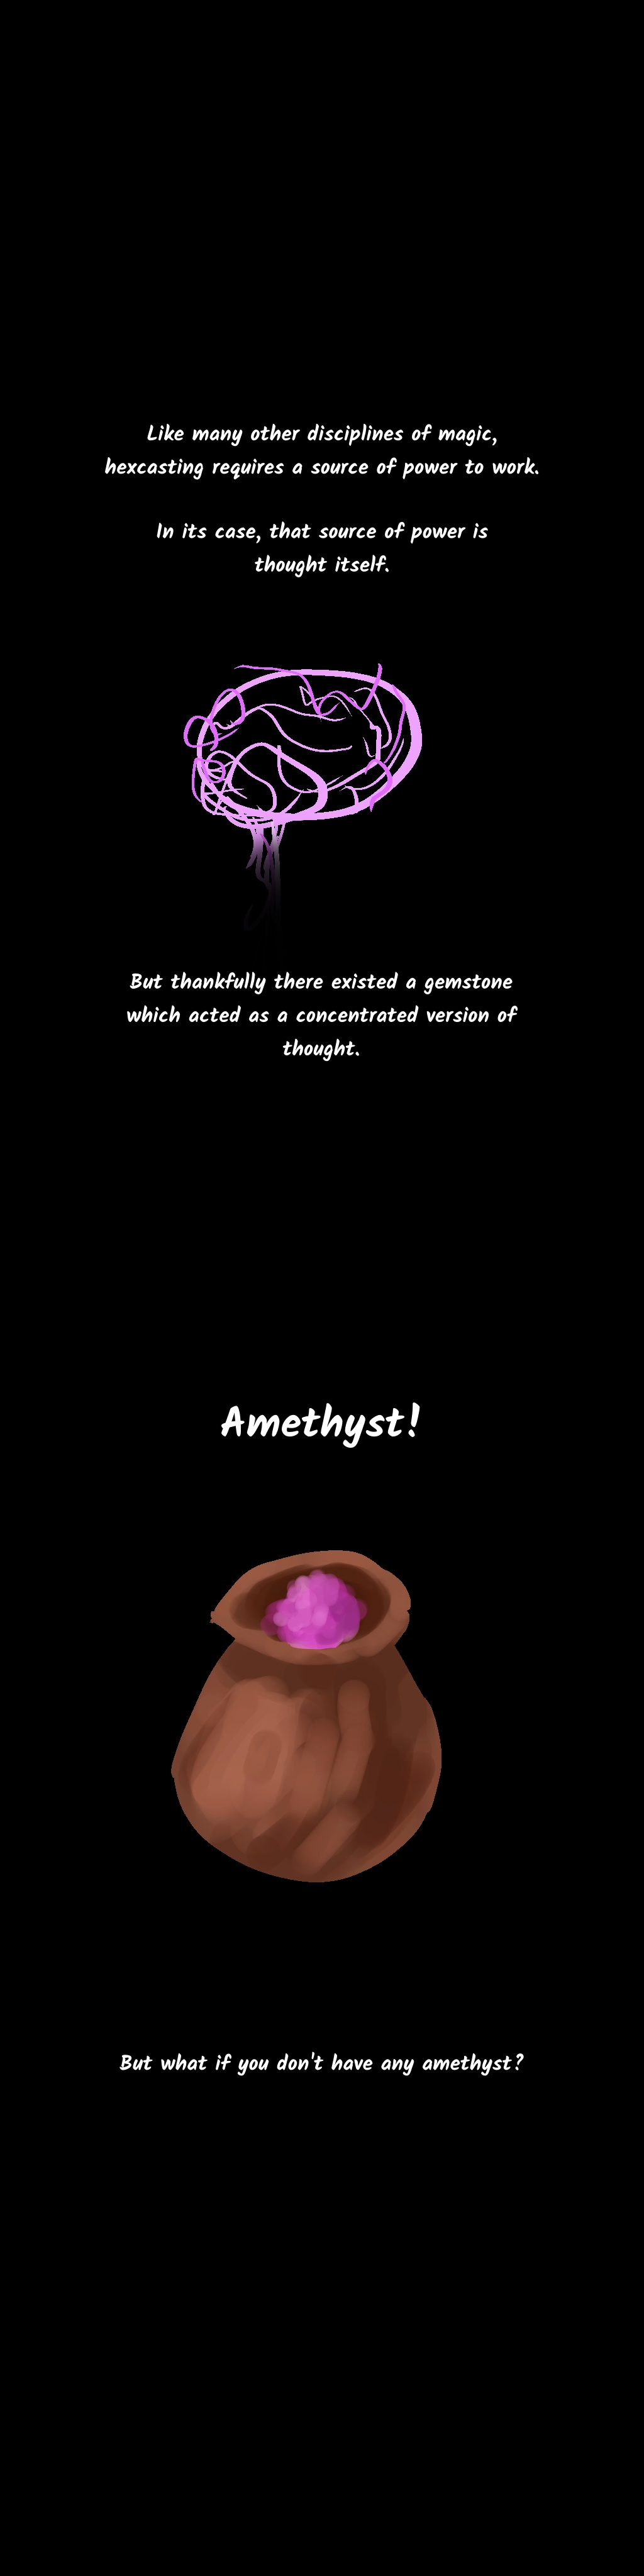 Like many other disciplines of magic,
hexcasting requires a source of power to work.
In its case, that source of power is
thought itself.
But thankfully there existed a gemstone
which acted as a concentrated version of
thought.
Amethyst!
But what if you don't have any amethyst?